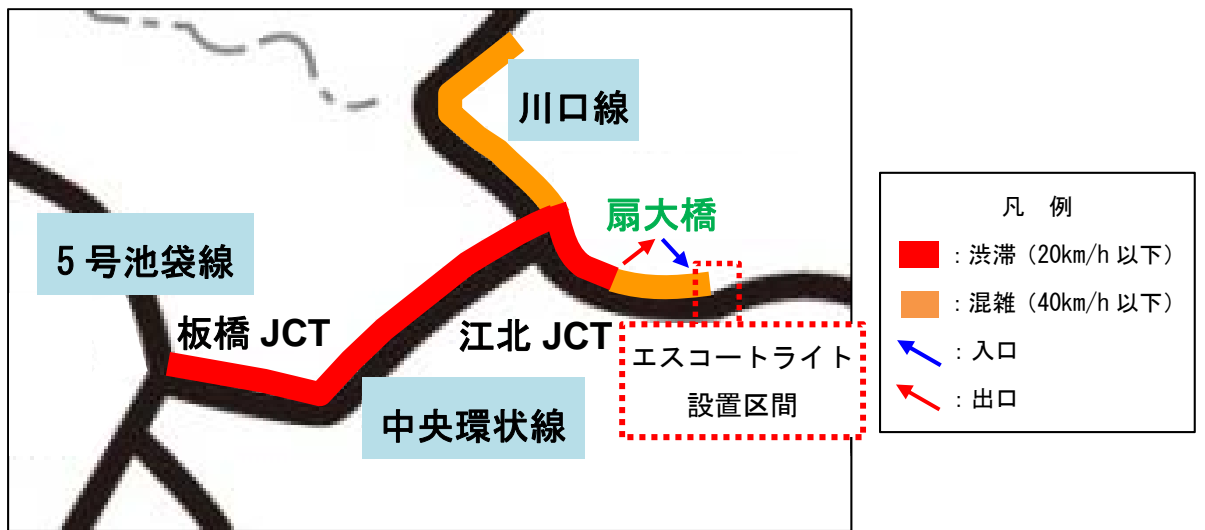 川口線
扇大橋
5号池袋線
板橋 JCT
江北 JCT
中央環状線
エスコートライト
設置区間
凡 例
：渋滞（20km/h 以下）
：混雑（40km/h 以下）
：入口
：出口